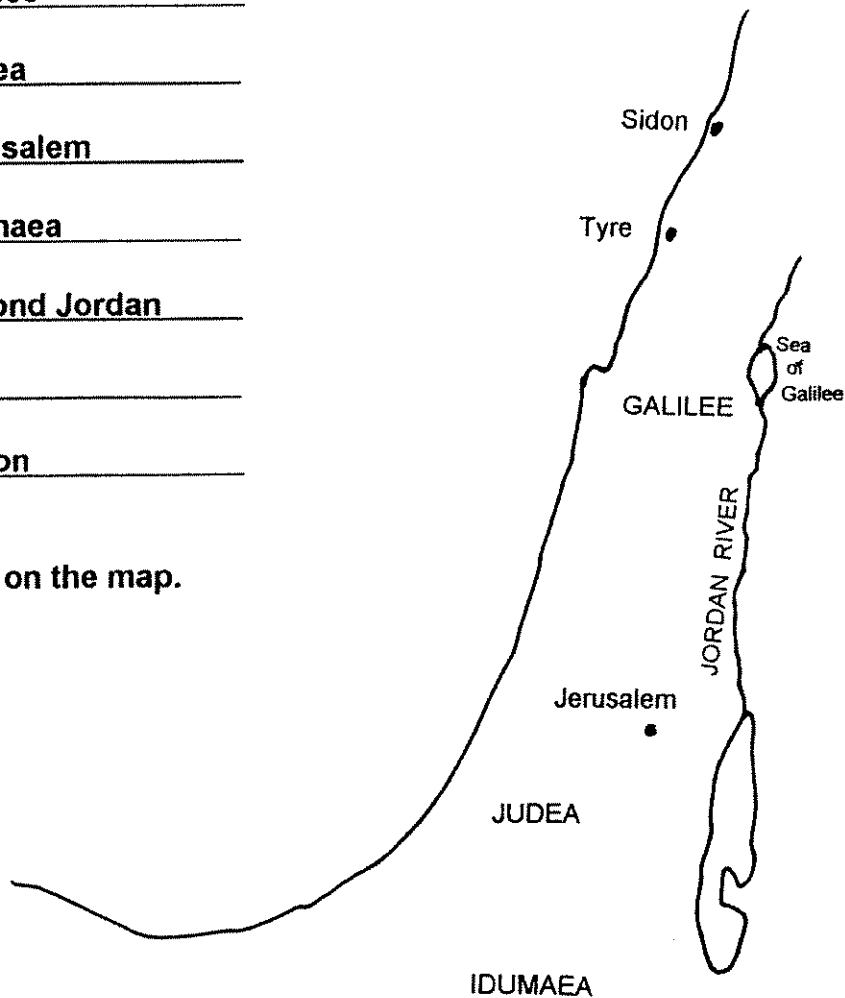 ea
salem
naea
ond Jordan
on
on the map.
Sidon
Tyre
Sea
of
Galilee
GALILEE
JORDAN RIVER
Jerusalem
JUDEA
IDUMAEA